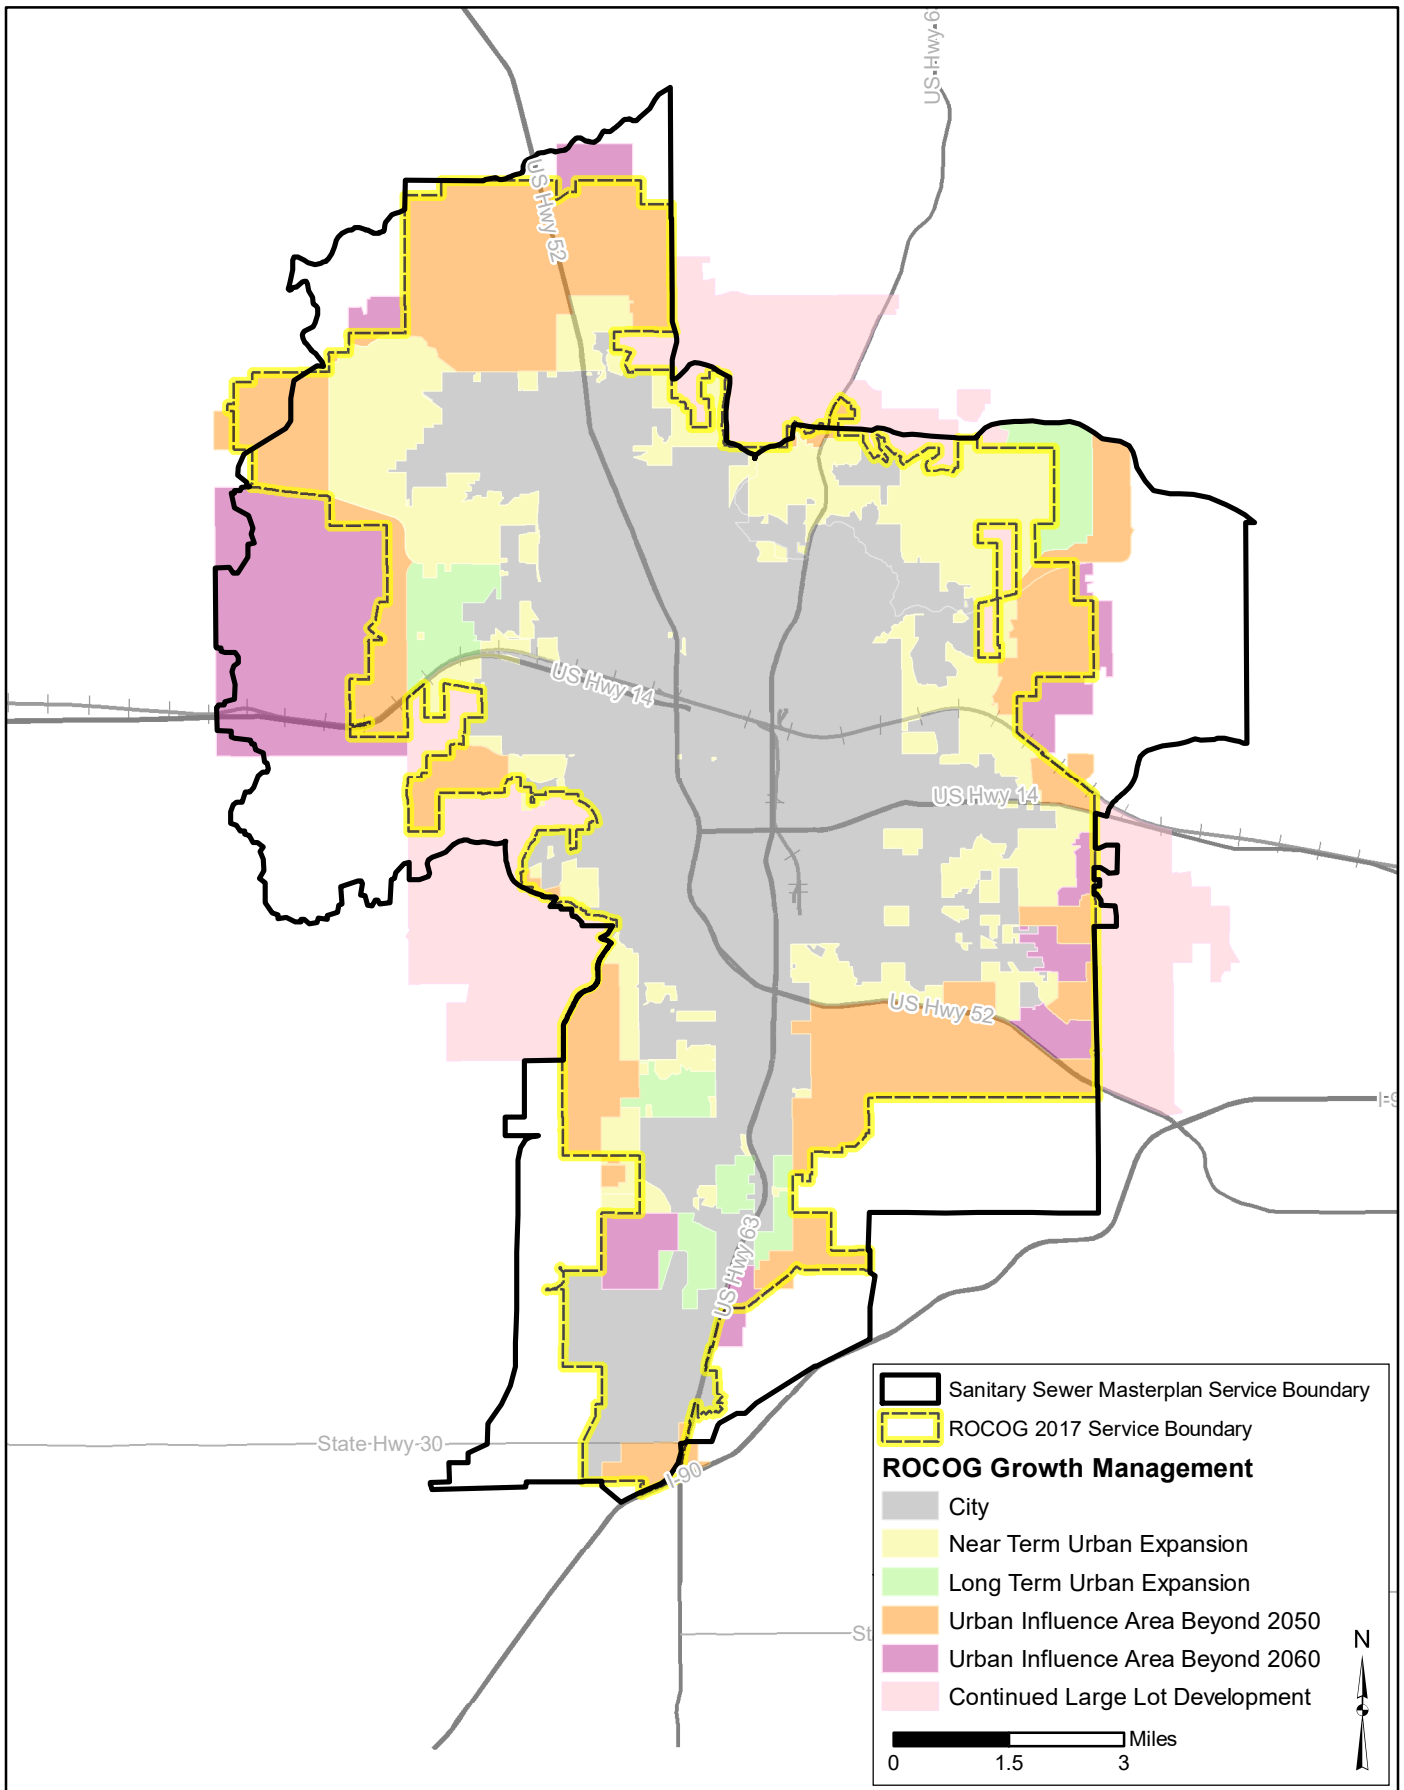 US-Hwy-6
US Hwy 52
US Hwy 14
US Hwy 14
US Hwy 52
I-9
US Hwy 63
State-Hwy-30
I-90
St
Sanitary Sewer Masterplan Service Boundary
ROCOG 2017 Service Boundary
ROCOG Growth Management
City
Near Term Urban Expansion
Long Term Urban Expansion
Urban Influence Area Beyond 2050
Urban Influence Area Beyond 2060
Continued Large Lot Development
N
Miles
0 1.5 3